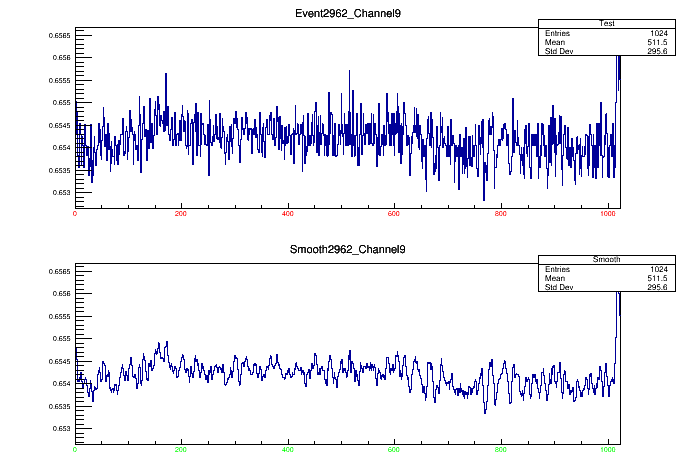 Event2962_Channel9
Test
Entries 1024
Mean 511.5
Std Dev 295.6
0.6565
0.656
0.6555
0.655
0.6545
0.654
0.6535
0.653
0 200 400 600 800 1000
Smooth2962_Channel9
Smooth
Entries 1024
Mean 511.5
Std Dev 295.6
0.6565
0.656
0.6555
0.655
0.6545
0.654
0.6535
0.653
0 200 400 600 800 1000